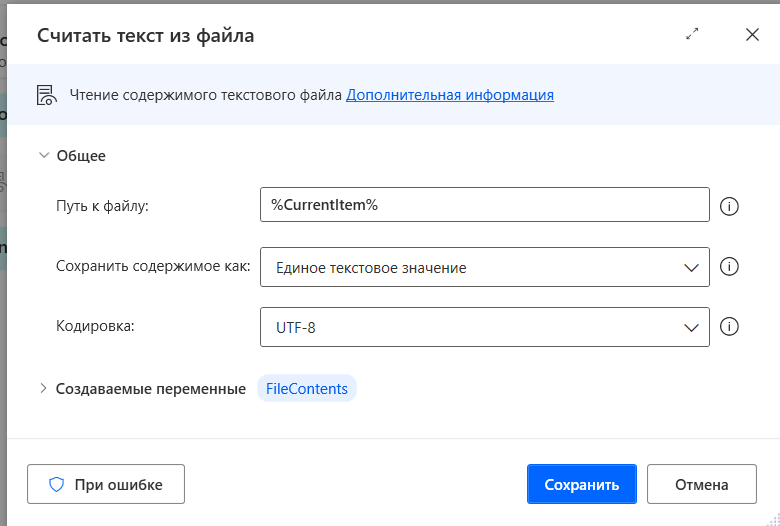 Считать текст из файла
Чтение содержимого текстового файла Дополнительная информация
Общее
Путь к файлу: %CurrentItem%
Сохранить содержимое как: Единое текстовое значение
Кодировка: UTF-8
Создаваемые переменные FileContents
При ошибке Сохранить Отмена